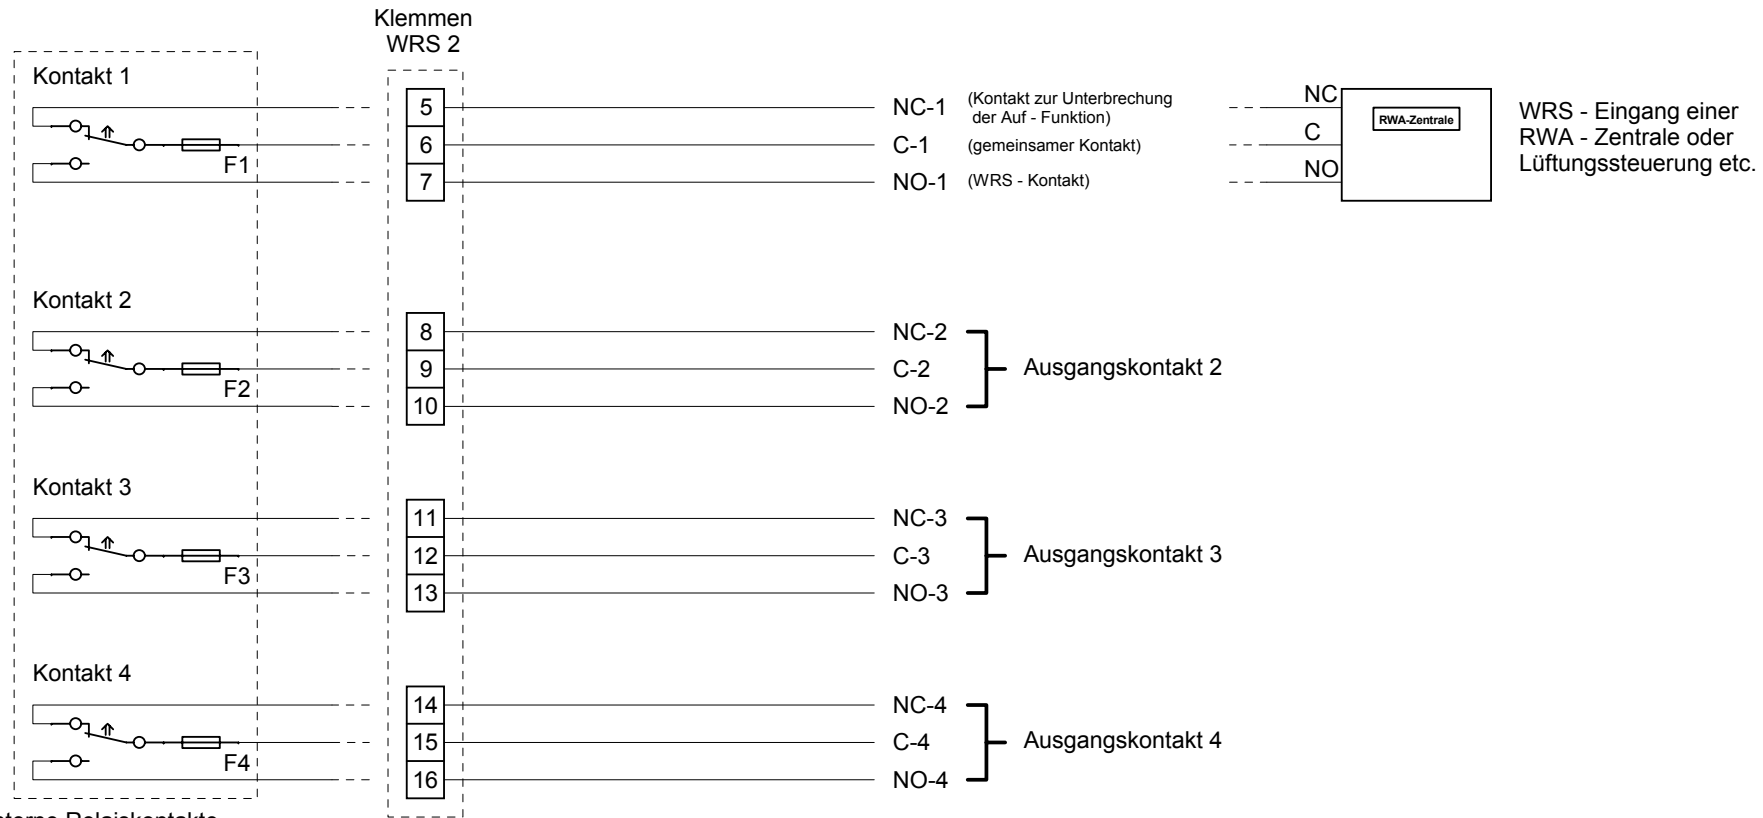 Klemmen
WRS 2
Kontakt 1
5
NC-1
(Kontakt zur Unterbrechung
der Auf - Funktion)
NC
RWA-Zentrale
WRS - Eingang einer
RWA - Zentrale oder
Lüftungssteuerung etc.
F1
6
C-1
(gemeinsamer Kontakt)
C
7
NO-1
(WRS - Kontakt)
NO
Kontakt 2
8
NC-2
F2
9
C-2
Ausgangskontakt 2
10
NO-2
Kontakt 3
11
NC-3
F3
12
C-3
Ausgangskontakt 3
13
NO-3
Kontakt 4
14
NC-4
F4
15
C-4
Ausgangskontakt 4
16
NO-4